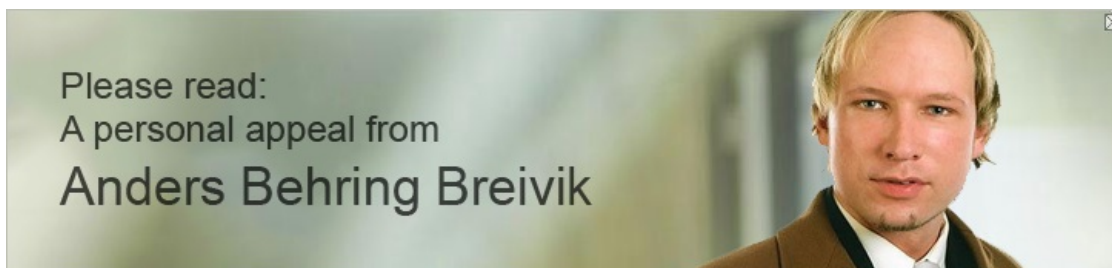 Please read:
A personal appeal from
Anders Behring Breivik